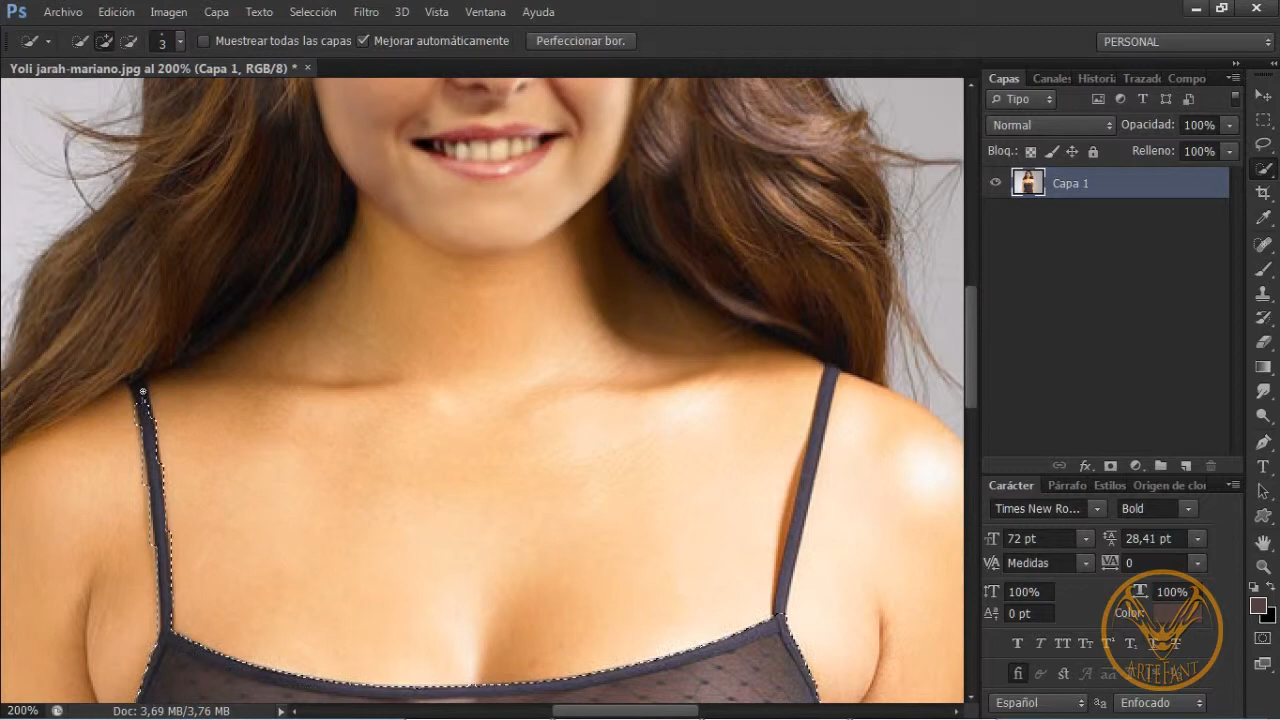 Ps Archivo Edición Imagen Capa Texto Selección Filtro 3D Vista Ventana Ayuda
3 Muestrear todas las capas Mejorar automáticamente Perfeccionar bor. PERSONAL
Yoli jarah-mariano.jpg al 200% (Capa 1, RGB/8) * ×
Capas Canales Histori Trazado Compo
Tipo
Normal Opacidad: 100%
Bloq.: Relleno: 100%
Capa 1
fx
Carácter Párrafo Estilos Origen de clor
Times New Ro... Bold
72 pt 28,41 pt
Medidas 0
100% 100%
0 pt Color:
ARTEFANT
Español aa Enfocado
200% Doc: 3,69 MB/3,76 MB